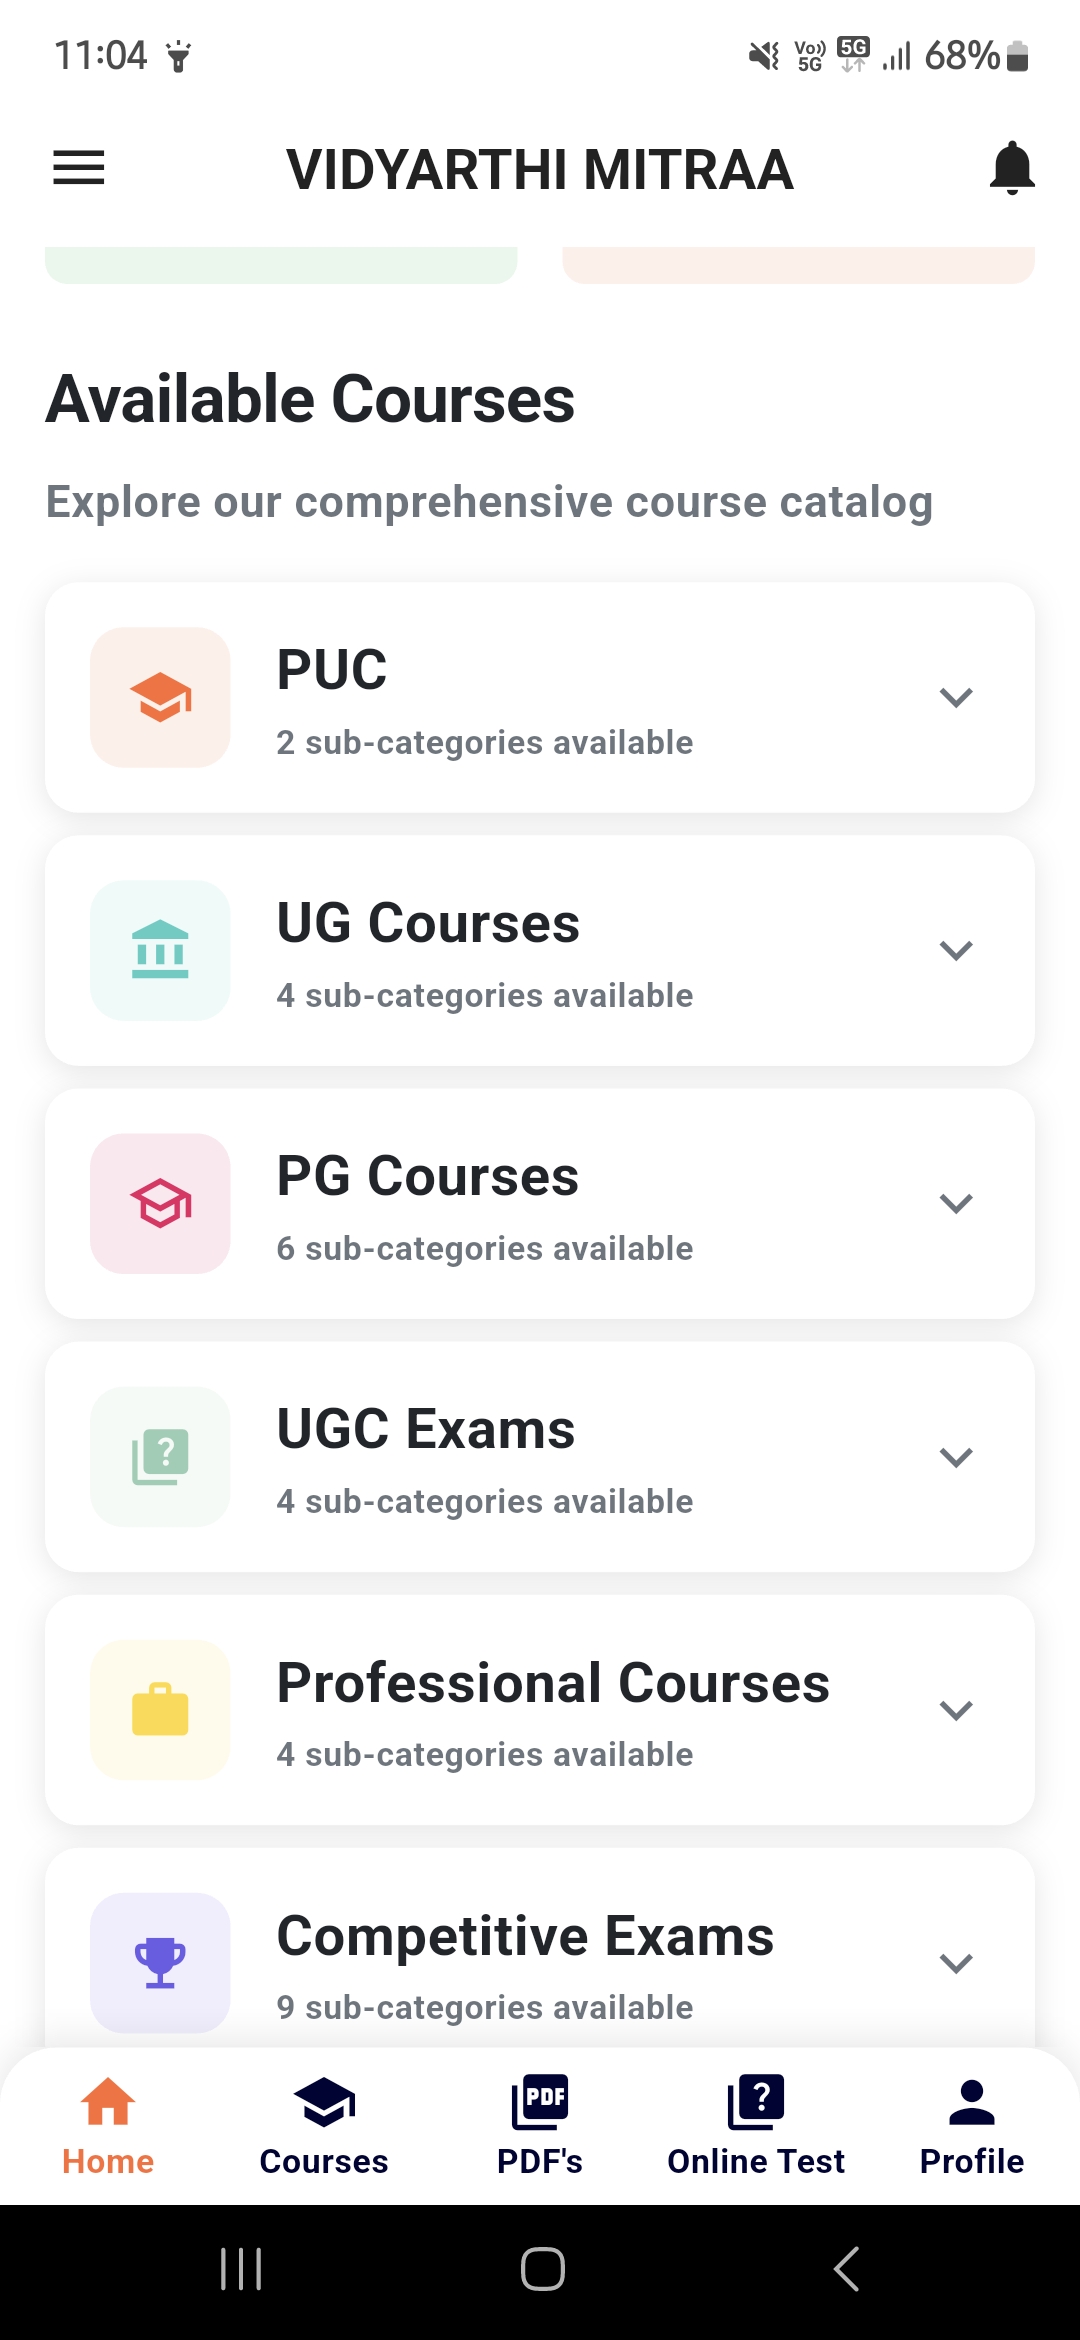 11:04
Vo)) 5G
5G
68%
VIDYARTHI MITRAA
Available Courses
Explore our comprehensive course catalog
PUC
2 sub-categories available
UG Courses
4 sub-categories available
PG Courses
6 sub-categories available
?
UGC Exams
4 sub-categories available
Professional Courses
4 sub-categories available
Competitive Exams
9 sub-categories available
PDF
?
Home
Courses
PDF's
Online Test
Profile